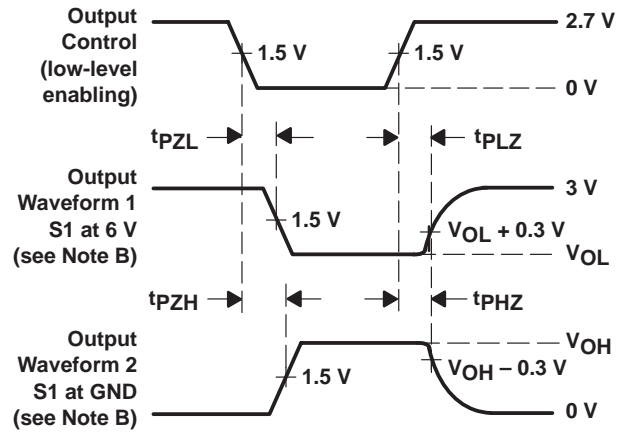 Output
Control
(low-level
enabling)
2.7 V
1.5 V
1.5 V
0 V
tPZL
tPLZ
Output
Waveform 1
S1 at 6 V
(see Note B)
3 V
1.5 V
VOL + 0.3 V
VOL
tPZH
tPHZ
Output
Waveform 2
S1 at GND
(see Note B)
VOH
VOH – 0.3 V
1.5 V
0 V